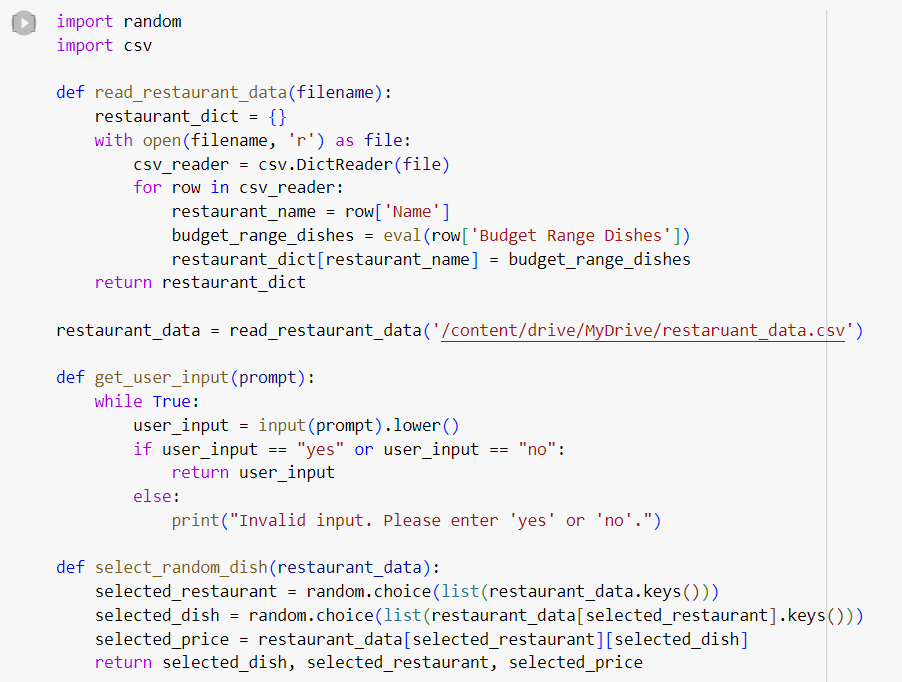 import random
import csv
def read_restaurant_data(filename):
    restaurant_dict = {}
    with open(filename, 'r') as file:
        csv_reader = csv.DictReader(file)
        for row in csv_reader:
            restaurant_name = row['Name']
            budget_range_dishes = eval(row['Budget Range Dishes'])
            restaurant_dict[restaurant_name] = budget_range_dishes
    return restaurant_dict
restaurant_data = read_restaurant_data('/content/drive/MyDrive/restaruant_data.csv')
def get_user_input(prompt):
    while True:
        user_input = input(prompt).lower()
        if user_input == "yes" or user_input == "no":
            return user_input
        else:
            print("Invalid input. Please enter 'yes' or 'no'.")
def select_random_dish(restaurant_data):
    selected_restaurant = random.choice(list(restaurant_data.keys()))
    selected_dish = random.choice(list(restaurant_data[selected_restaurant].keys()))
    selected_price = restaurant_data[selected_restaurant][selected_dish]
    return selected_dish, selected_restaurant, selected_price